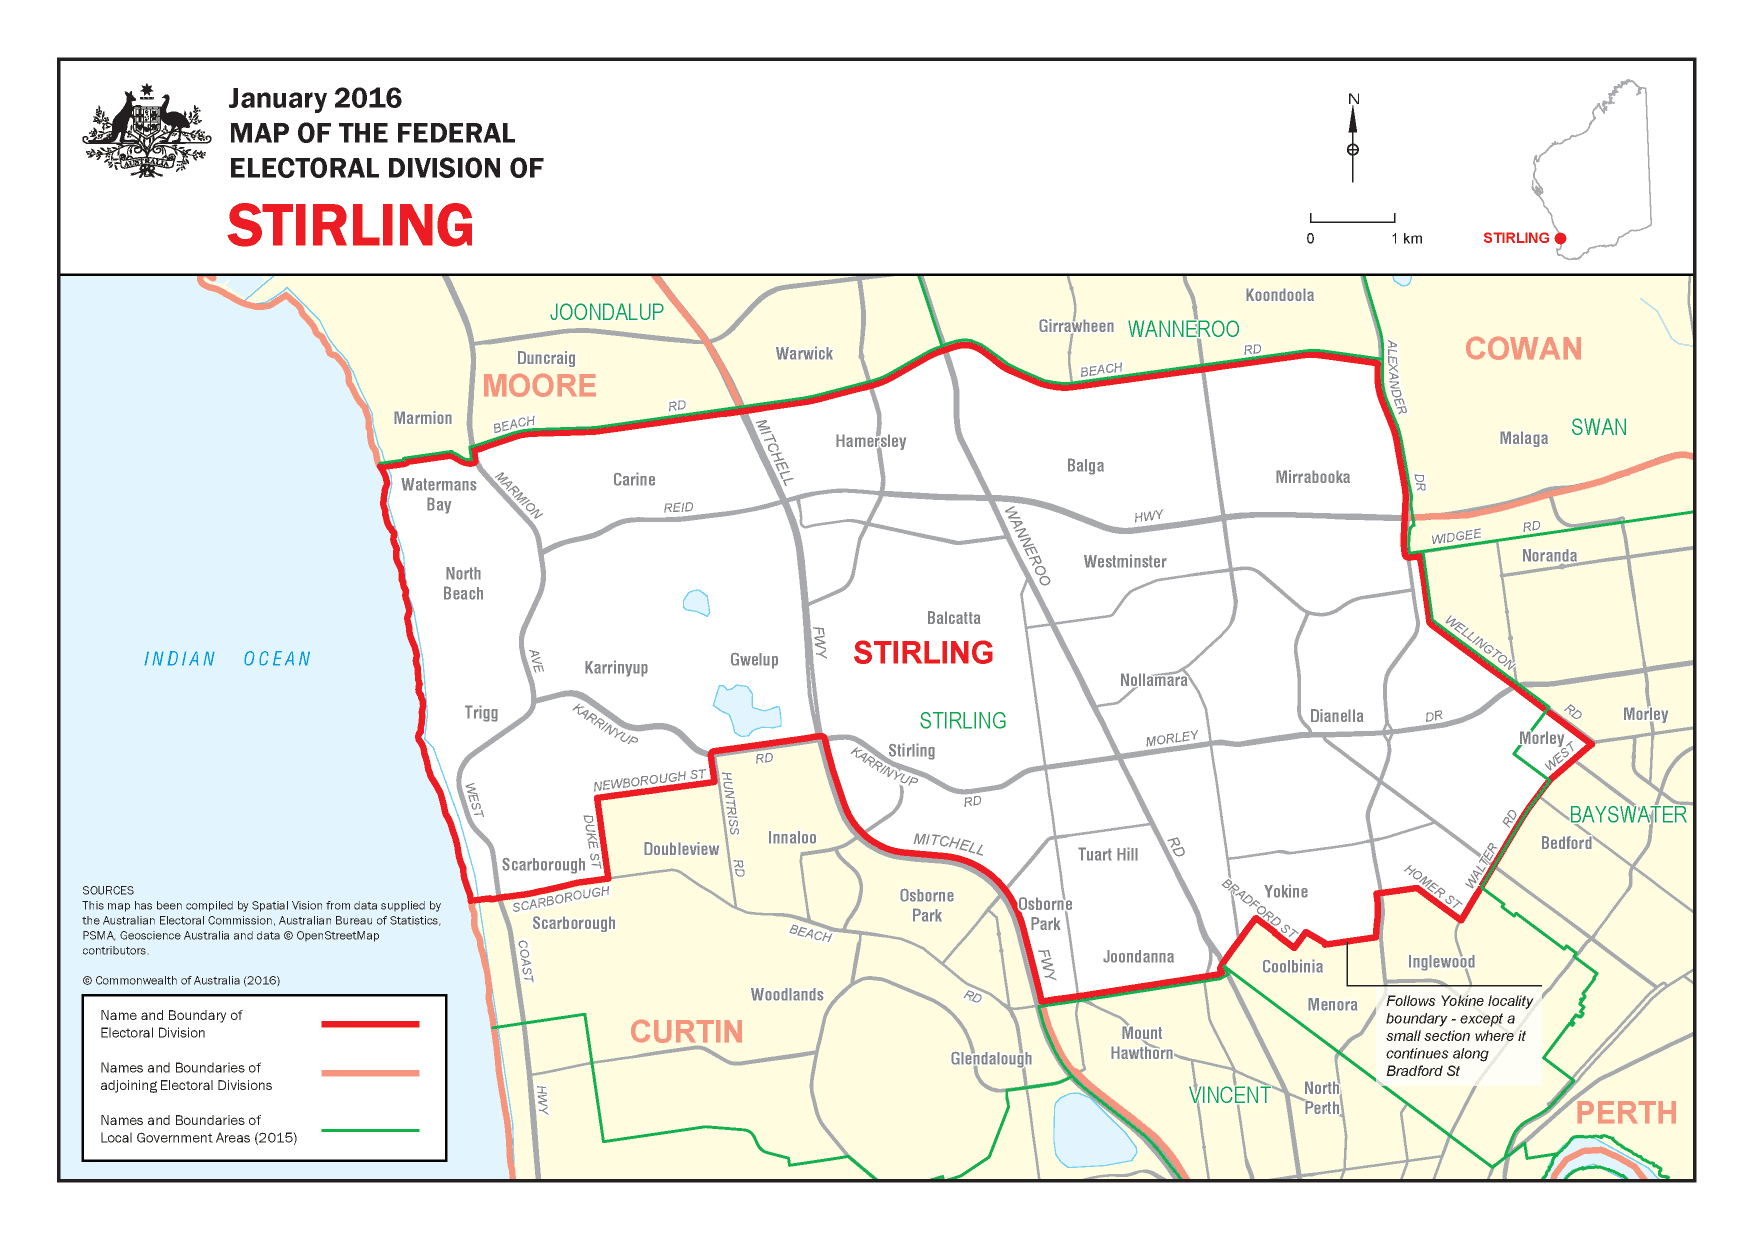 January 2016
MAP OF THE FEDERAL
ELECTORAL DIVISION OF
STIRLING
AUSTRALIA
N
0 1 km
STIRLING
JOONDALUP
Duncraig
MOORE
Marmion
Warwick
Girrawheen
WANNEROO
Koondoola
COWAN
SWAN
Malaga
BEACH
RD
BEACH
RD
ALEXANDER
DR
MITCHELL
FWY
Hamersley
Carine
Balga
Mirrabooka
Watermans
Bay
MARMION
AVE
REID
HWY
WANNEROO
RD
WIDGEE
RD
Noranda
North
Beach
Westminster
Balcatta
STIRLING
INDIAN OCEAN
Karrinyup
Gwelup
Nollamara
WELLINGTON
RD
Trigg
KARRINYUP
RD
STIRLING
Stirling
KARRINYUP
RD
MORLEY
DR
Dianella
Morley
Morley
WEST
NEWBOROUGH ST
HUNTRISS
RD
DUKE ST
WEST
COAST
HWY
Innaloo
Doubleview
Scarborough
SCARBOROUGH
BEACH
RD
Scarborough
MITCHELL
FWY
Tuart Hill
BAYSWATER
Bedford
RD
WALTER
HOMER ST
BRADFORD ST
Yokine
Osborne
Park
Osborne
Park
Joondanna
Coolbinia
Inglewood
Menora
Woodlands
CURTIN
Glendalough
Mount
Hawthorn
VINCENT
North
Perth
PERTH
Follows Yokine locality
boundary - except a
small section where it
continues along
Bradford St
SOURCES
This map has been compiled by Spatial Vision from data supplied by
the Australian Electoral Commission, Australian Bureau of Statistics,
PSMA, Geoscience Australia and data © OpenStreetMap
contributors.
© Commonwealth of Australia (2016)
Name and Boundary of
Electoral Division
Names and Boundaries of
adjoining Electoral Divisions
Names and Boundaries of
Local Government Areas (2015)